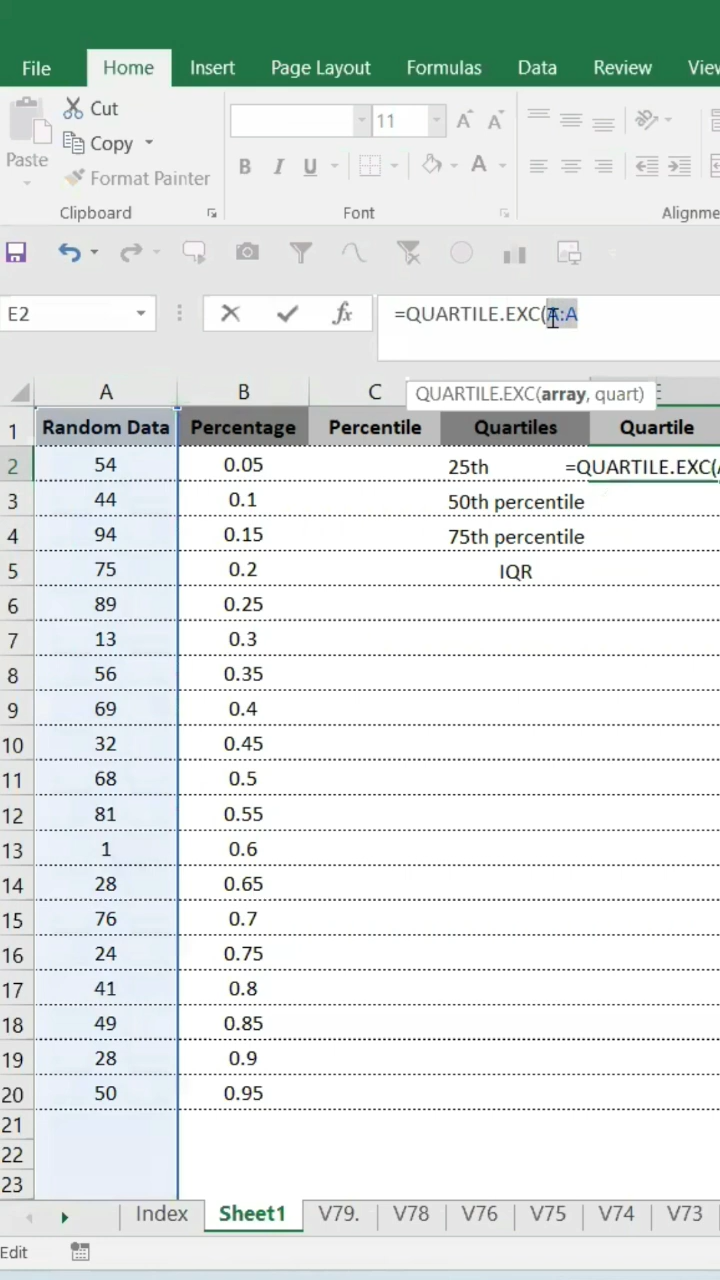 File Home Insert Page Layout Formulas Data Review View
Cut
Copy
Paste
Format Painter
11
B I U
Clipboard Font Alignme
E2 fx =QUARTILE.EXC(A:A
QUARTILE.EXC(array, quart)
A B C E
1 Random Data Percentage Percentile Quartiles Quartile
2 54 0.05 25th =QUARTILE.EXC(A
3 44 0.1 50th percentile
4 94 0.15 75th percentile
5 75 0.2 IQR
6 89 0.25
7 13 0.3
8 56 0.35
9 69 0.4
10 32 0.45
11 68 0.5
12 81 0.55
13 1 0.6
14 28 0.65
15 76 0.7
16 24 0.75
17 41 0.8
18 49 0.85
19 28 0.9
20 50 0.95
21
22
23
Index Sheet1 V79. V78 V76 V75 V74 V73
Edit